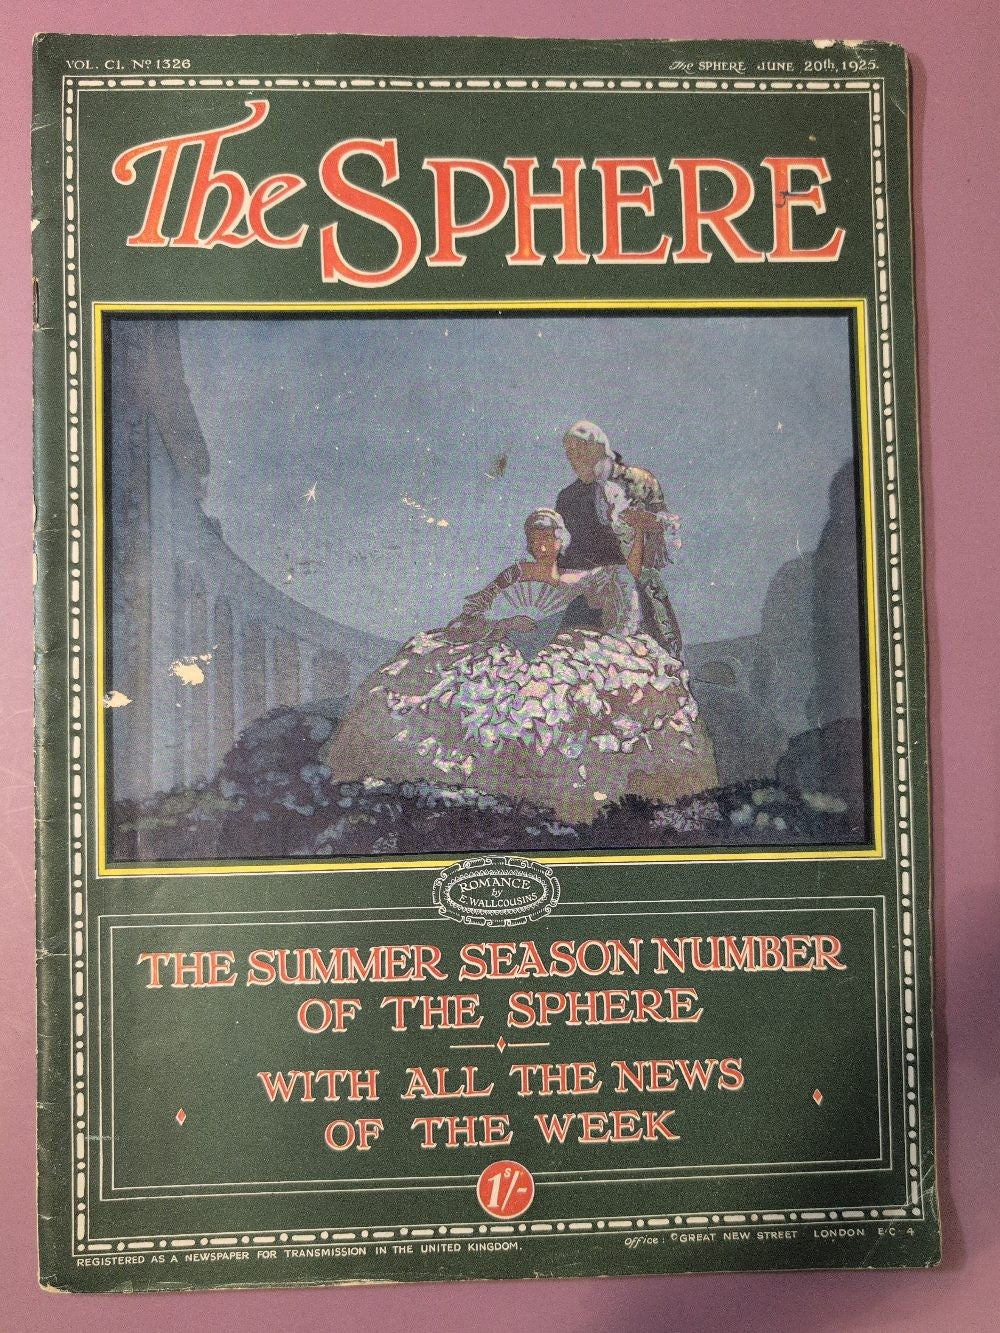 VOL. CI. Nº 1326
The SPHERE JUNE 20th, 1925.
The SPHERE
ROMANCE
by
E. WALLCOUSINS
THE SUMMER SEASON NUMBER
OF THE SPHERE
WITH ALL THE NEWS
OF THE WEEK
1s/-
REGISTERED AS A NEWSPAPER FOR TRANSMISSION IN THE UNITED KINGDOM.
Office: GREAT NEW STREET LONDON E.C. 4